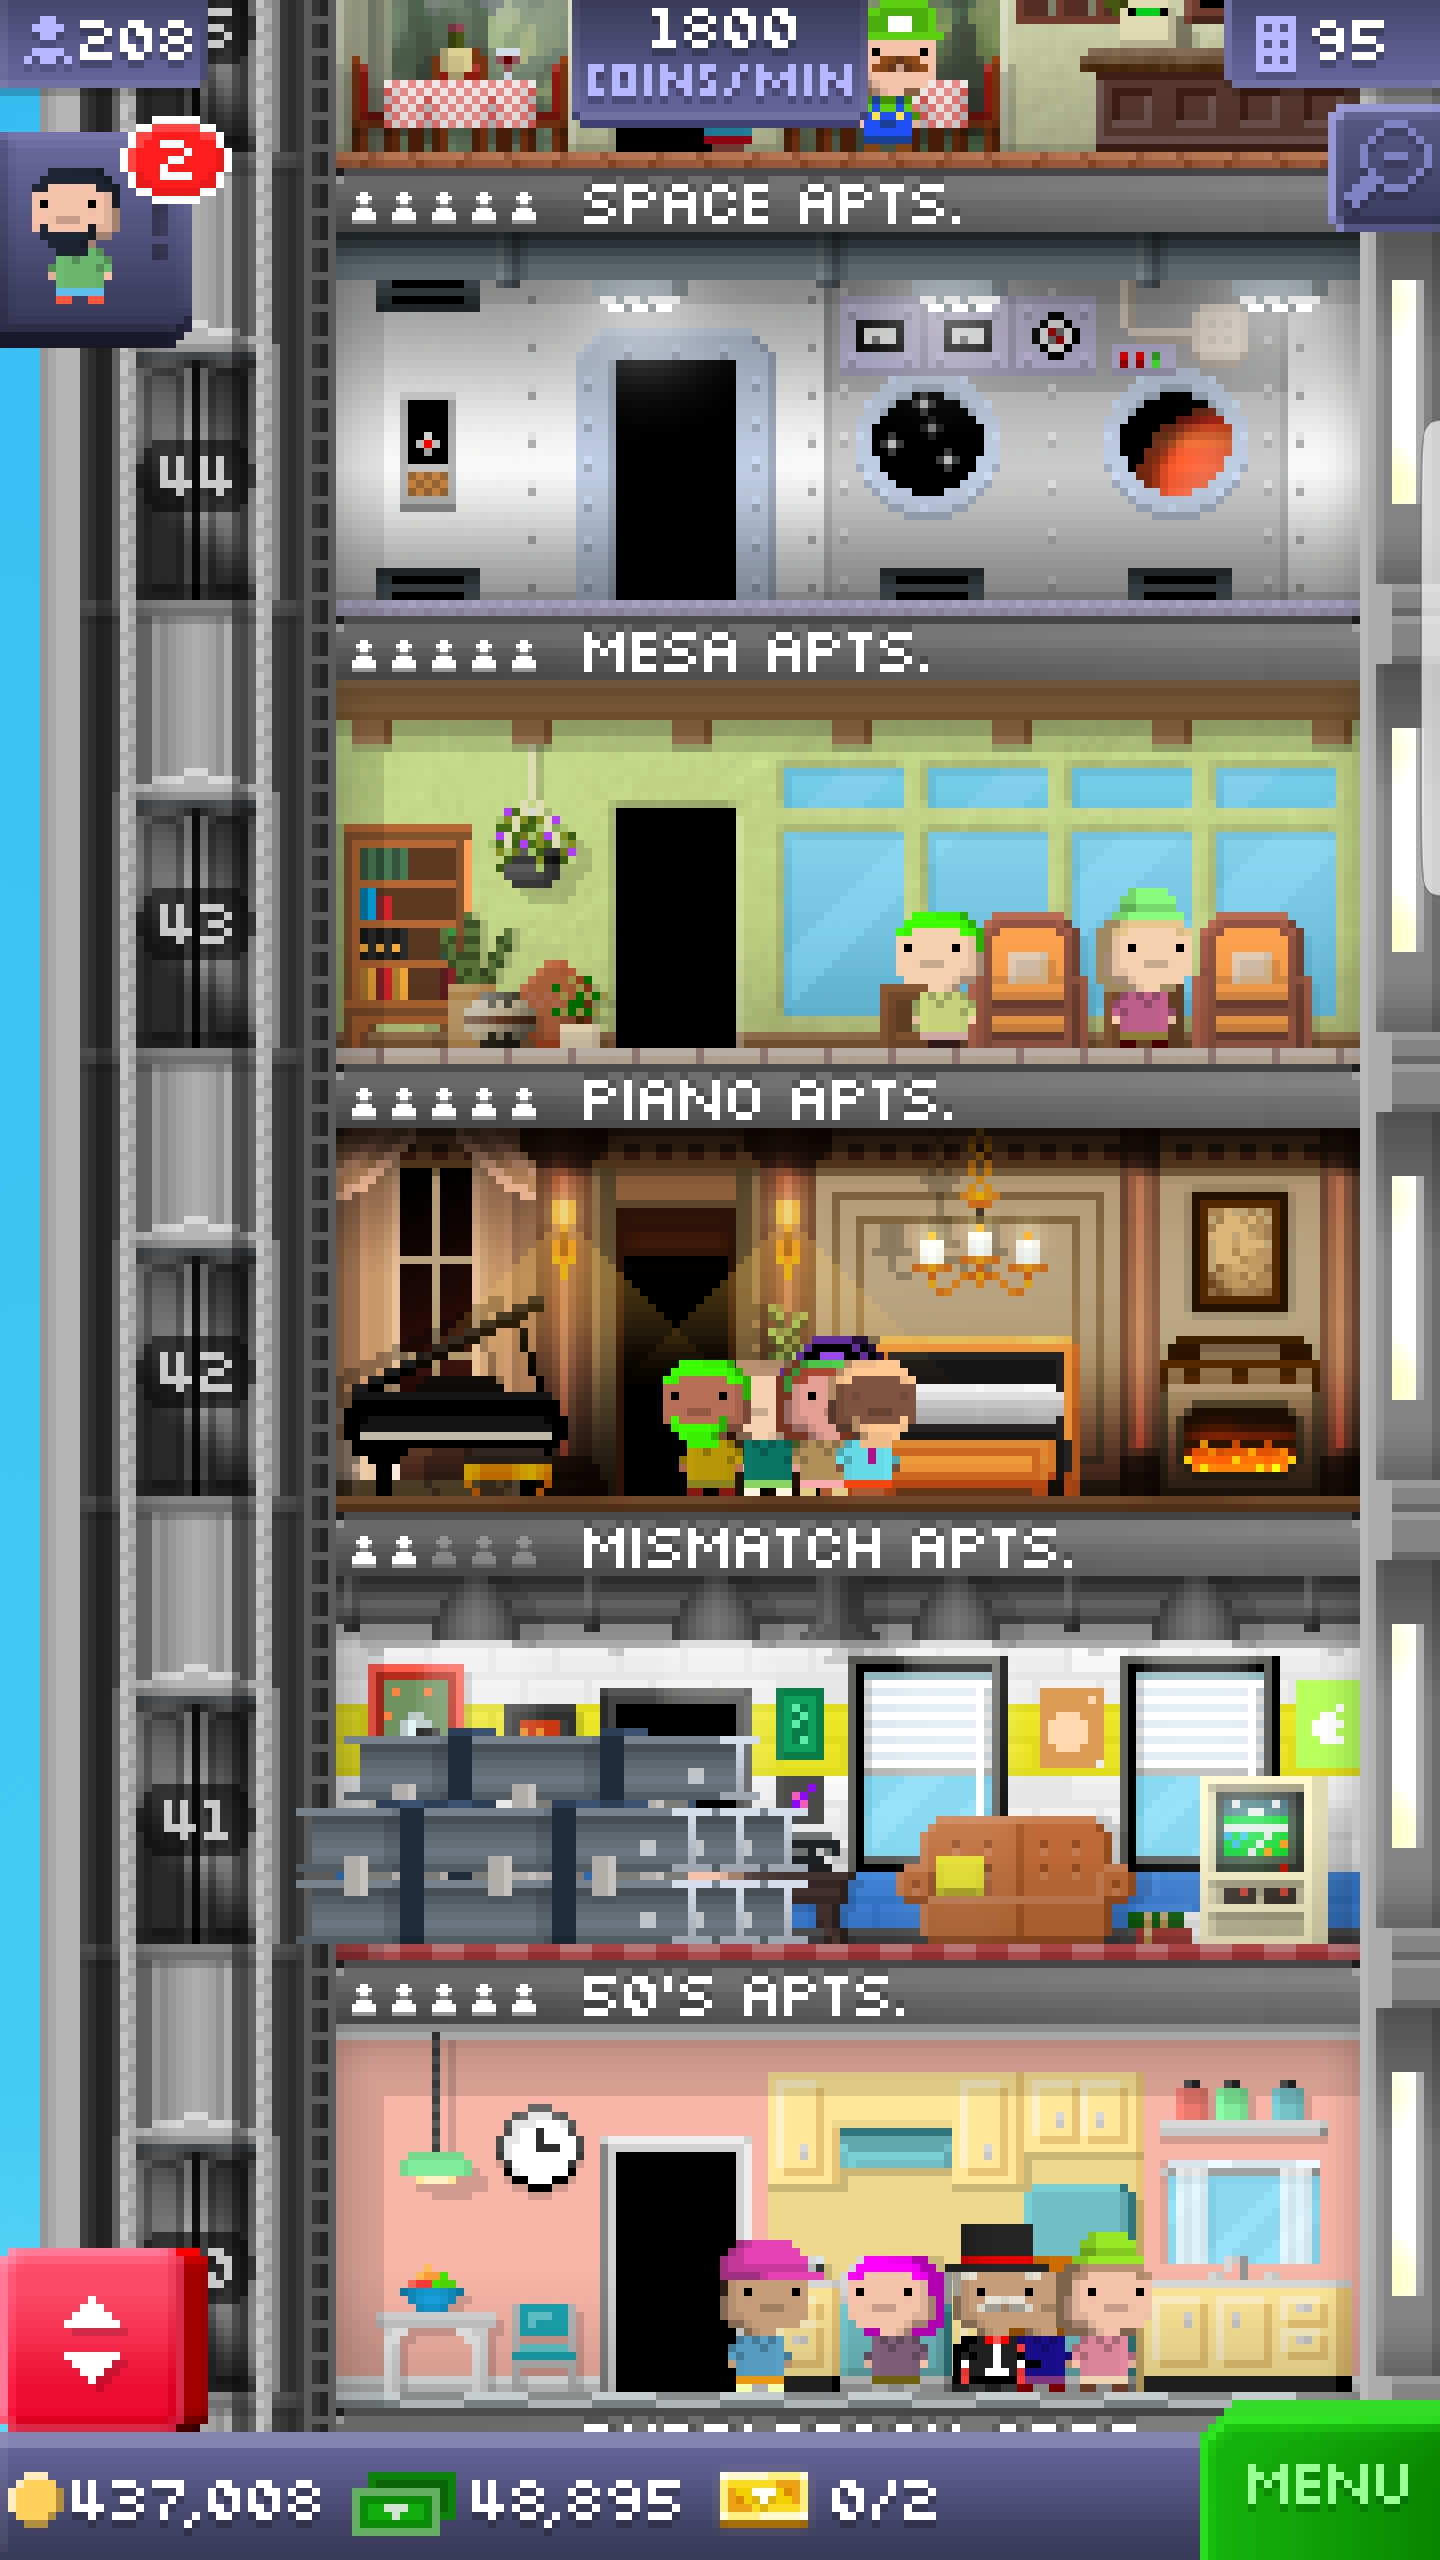 208
1800
COINS/MIN
95
2
SPACE APTS.
44
MESA APTS.
43
PIANO APTS.
42
MISMATCH APTS.
41
50'S APTS.
437,008
48,895
0/2
MENU